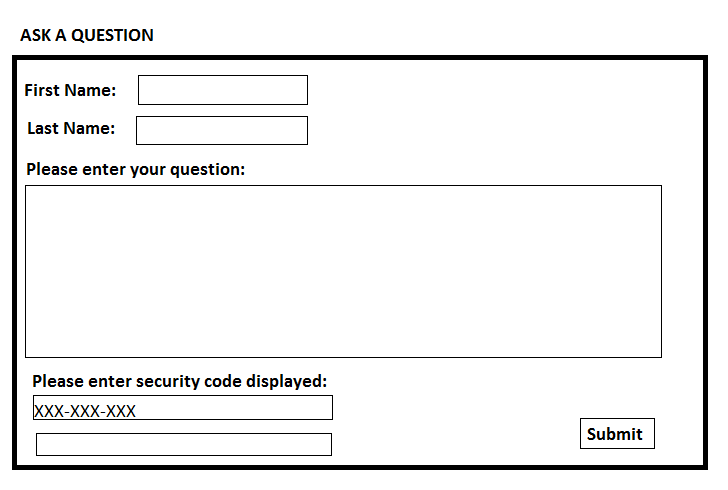 ASK A QUESTION
First Name:
Last Name:
Please enter your question:
Please enter security code displayed:
XXX-XXX-XXX
Submit